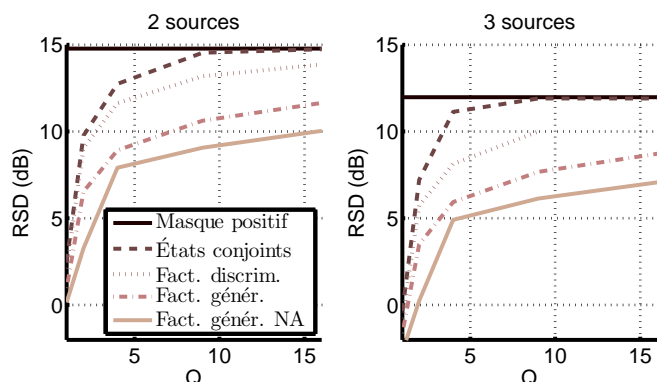 2 sources
3 sources
15
10
5
0
RSD (dB)
Masque positif
États conjoints
Fact. discrim.
Fact. génér.
Fact. génér. NA
5
10
15
Q
15
10
5
0
RSD (dB)
5
10
15
Q